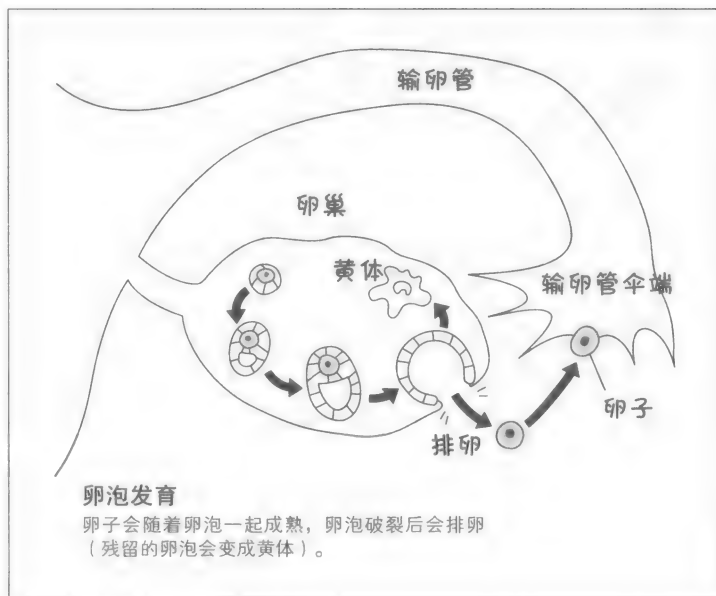 输卵管
卵巢
黄体
输卵管伞端
卵子
排卵
卵泡发育
卵子会随着卵泡一起成熟，卵泡破裂后会排卵
（残留的卵泡会变成黄体）。